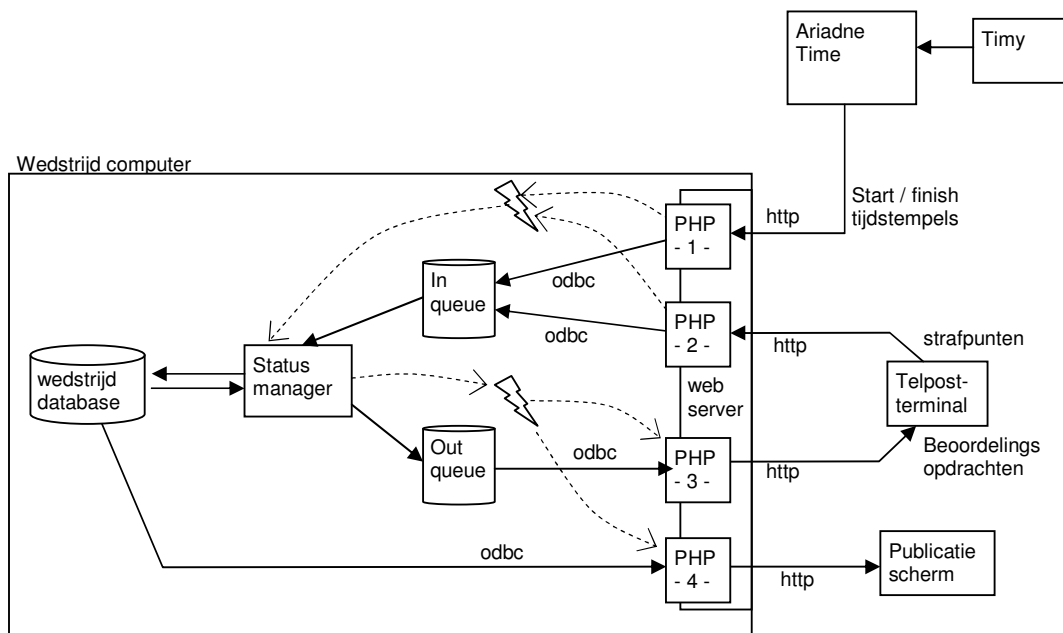 Ariadne
Time
Timy
Wedstrijd computer
Start / finish
tijdstempels
http
PHP
- 1 -
odbc
In
queue
odbc
PHP
- 2 -
http
strafpunten
Status
manager
wedstrijd
database
web
server
Telpost-
terminal
Beoordelings
opdrachten
Out
queue
odbc
PHP
- 3 -
http
odbc
PHP
- 4 -
http
Publicatie
scherm